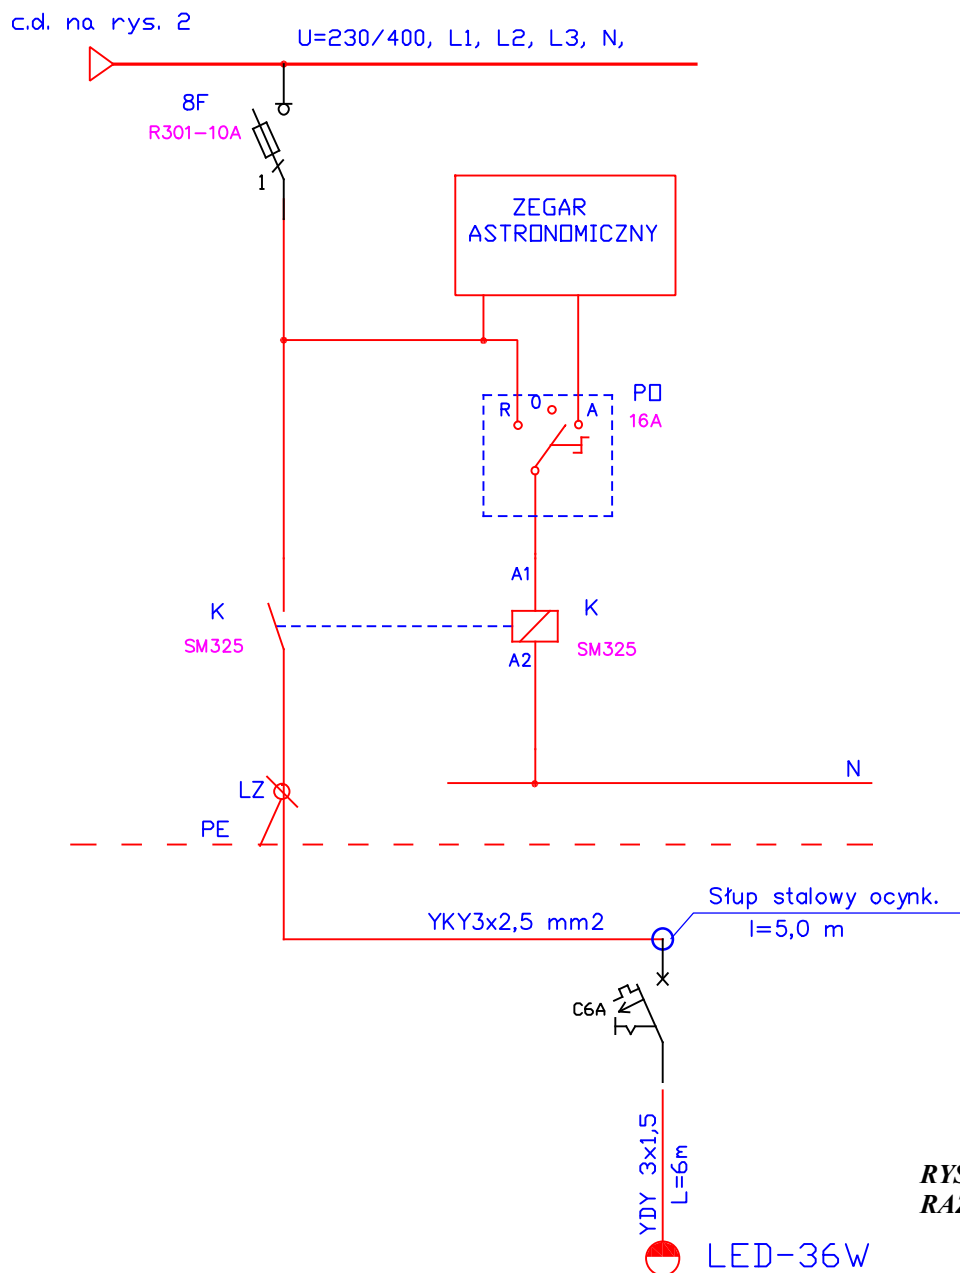 c.d. na rys. 2
U=230/400, L1, L2, L3, N,
8F
R301-10A
1
ZEGAR
ASTRONOMICZNY
PO
16A
R
0
A
A1
K
SM325
A2
K
SM325
N
LZ
PE
Słup stalowy ocynk.
l=5,0 m
YKY3x2,5 mm2
C6A
YDY 3x1,5
L=6m
RYS
RAZ
LED-36W